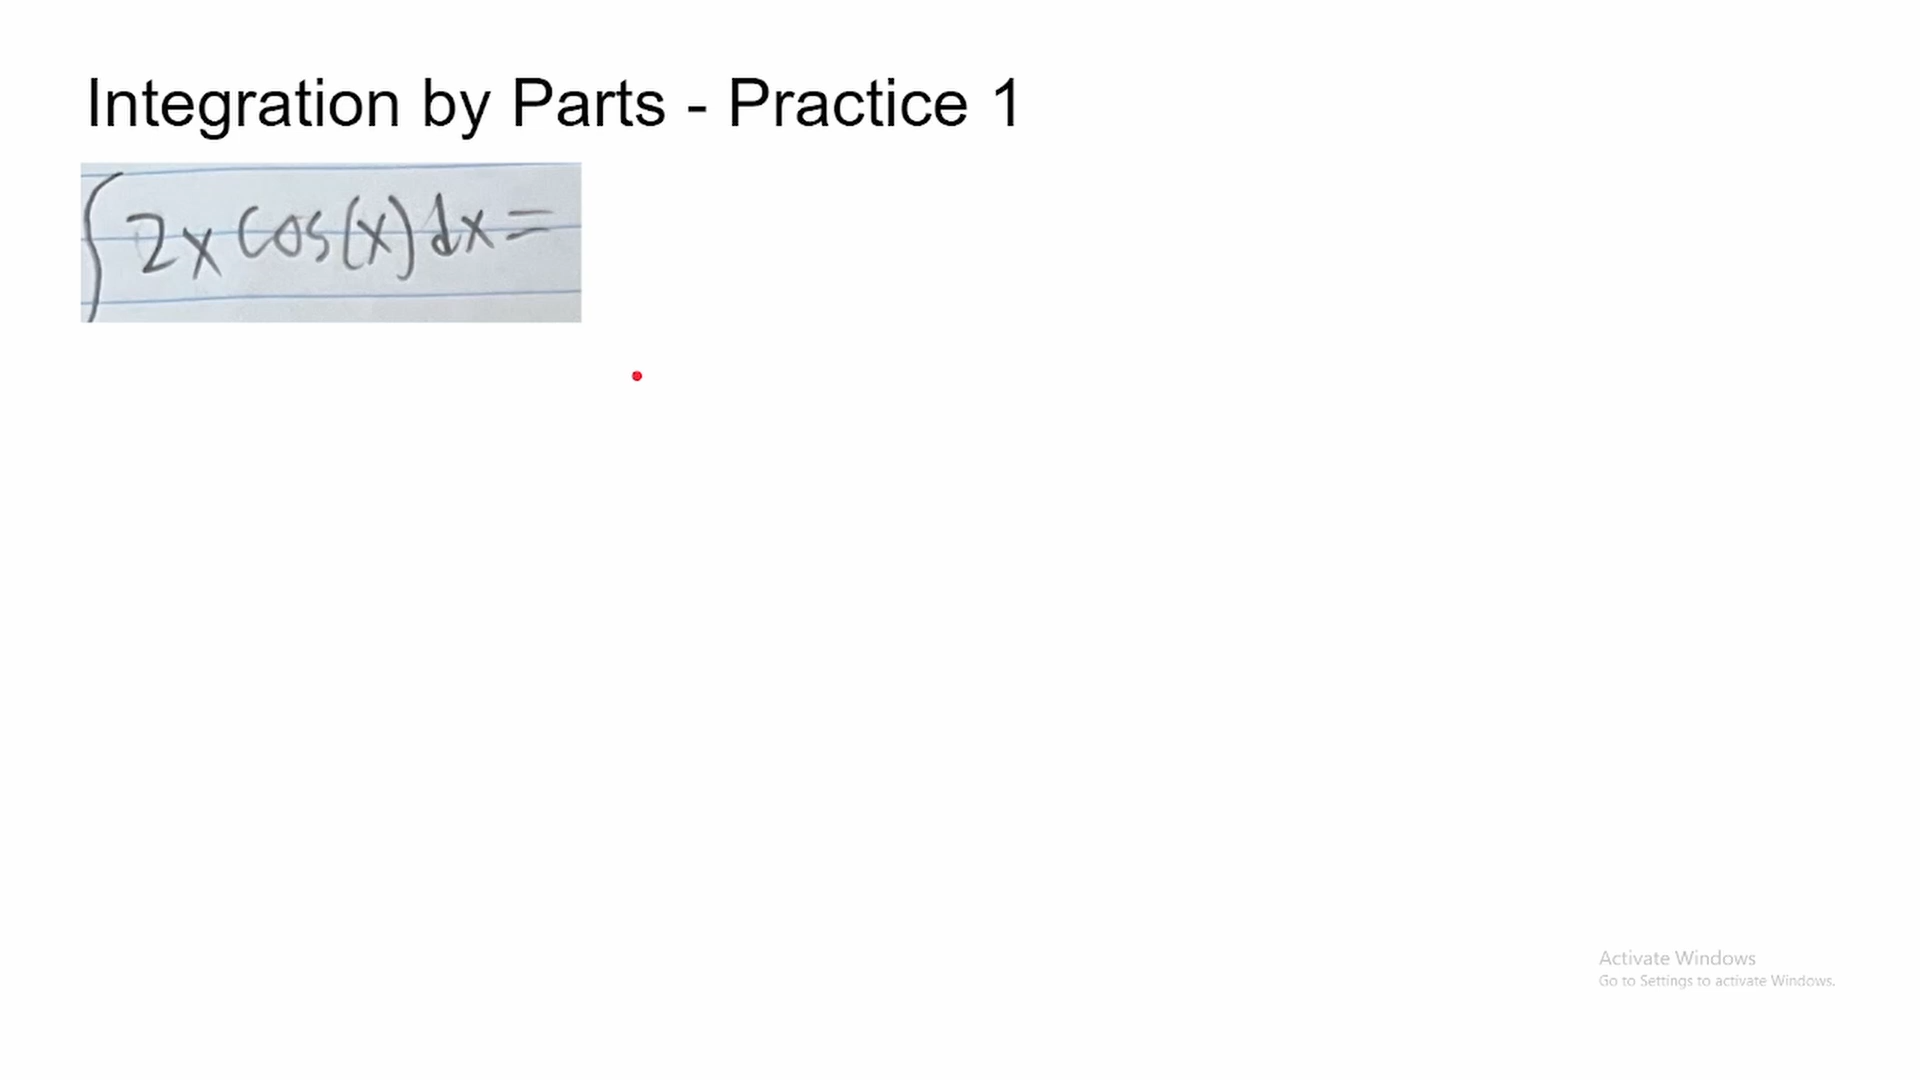 Integration by Parts - Practice 1
∫2x cos(x)dx=
Activate Windows
Go to Settings to activate Windows.